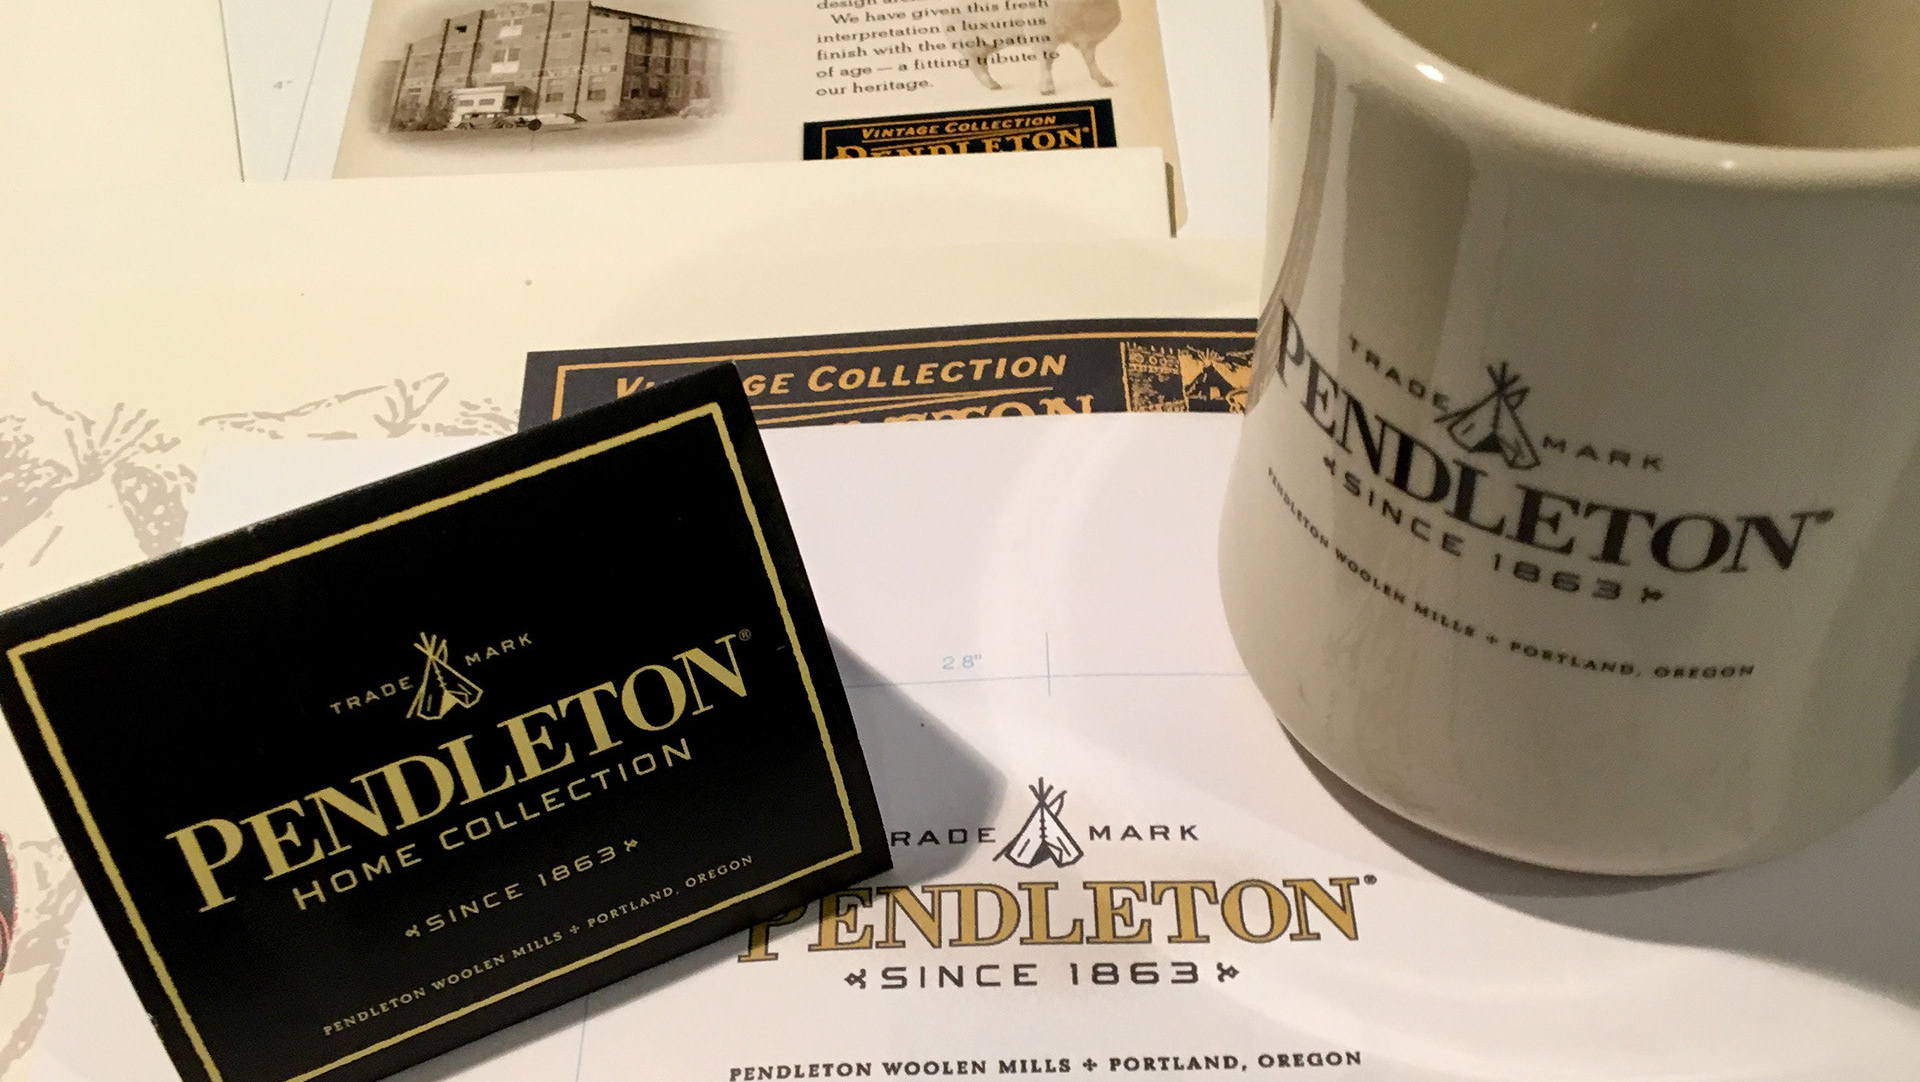 4"
design
We have given this fresh
interpretation a luxurious
finish with the rich patina
of age — a fitting tribute to
our heritage.
VINTAGE COLLECTION
PENDLETON®
GE COLLECTION
TRADE MARK
PENDLETON®
SINCE 1863
PENDLETON WOOLEN MILLS + PORTLAND, OREGON
TRADE MARK
PENDLETON®
HOME COLLECTION
SINCE 1863
PENDLETON WOOLEN MILLS + PORTLAND, OREGON
2.8"
RADE MARK
PENDLETON®
SINCE 1863
PENDLETON WOOLEN MILLS + PORTLAND, OREGON